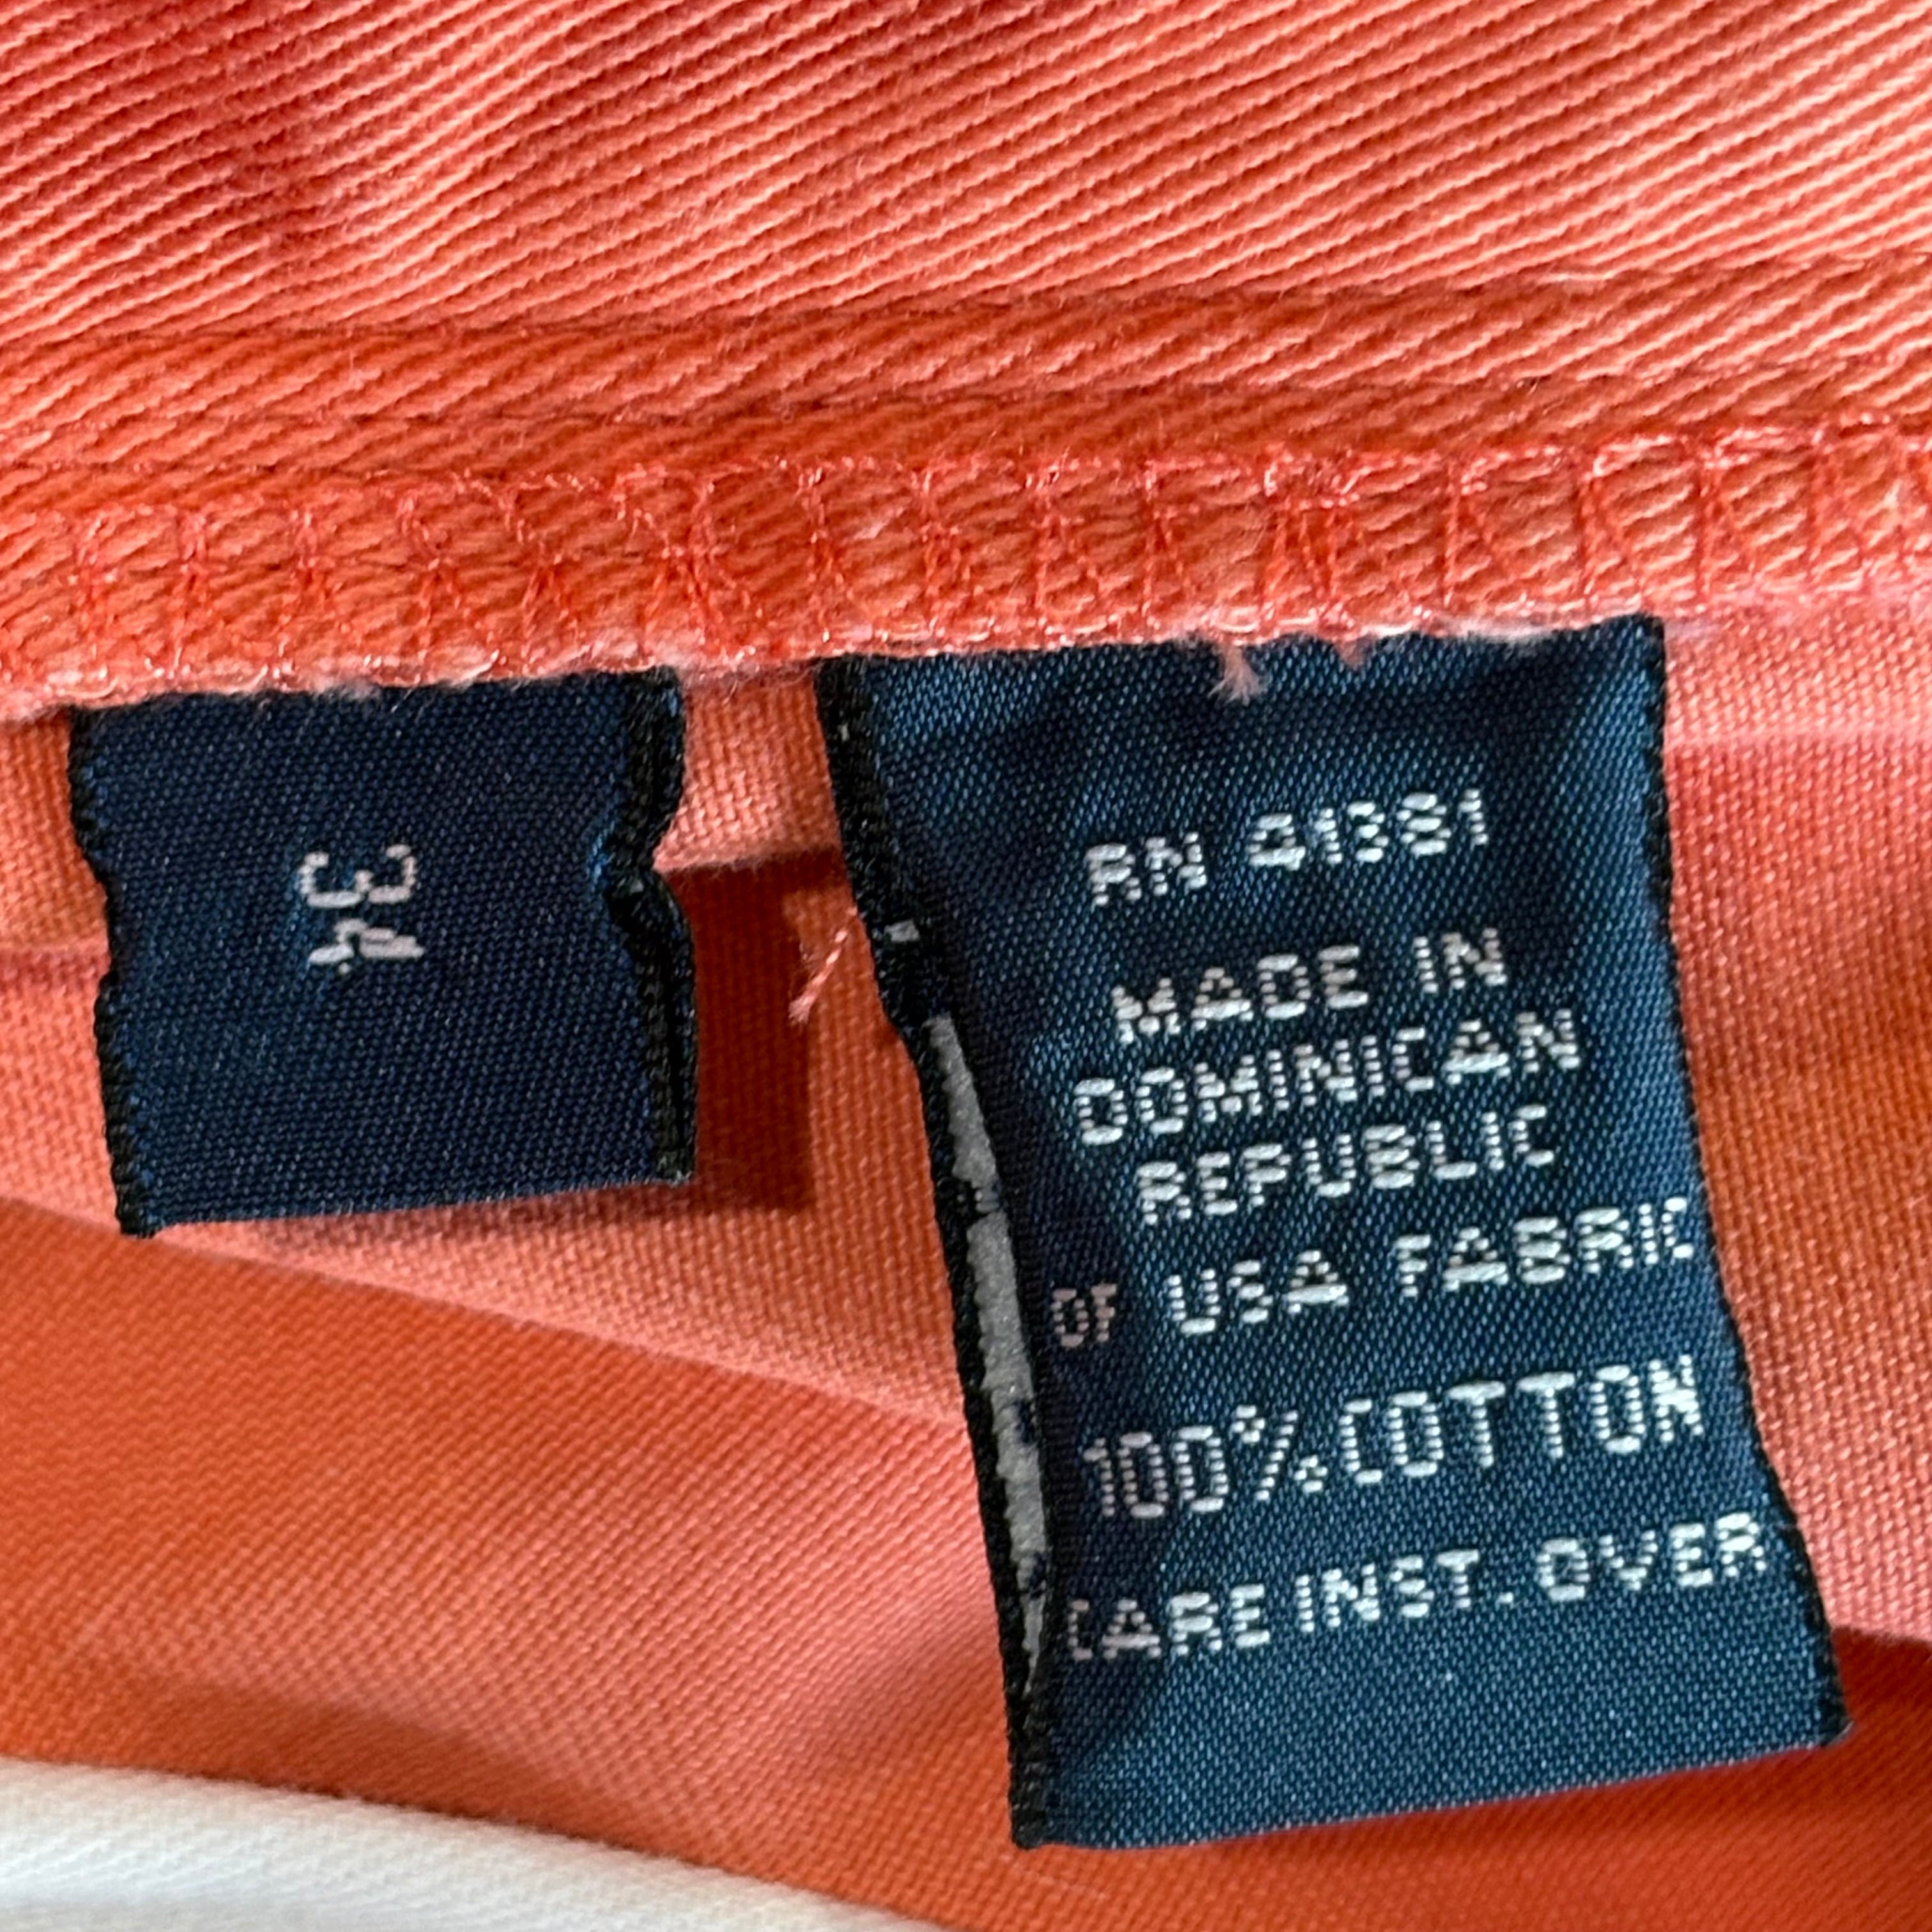 34
RN 41381
MADE IN
DOMINICAN
REPUBLIC
OF USA FABRIC
100% COTTON
CARE INST. OVER